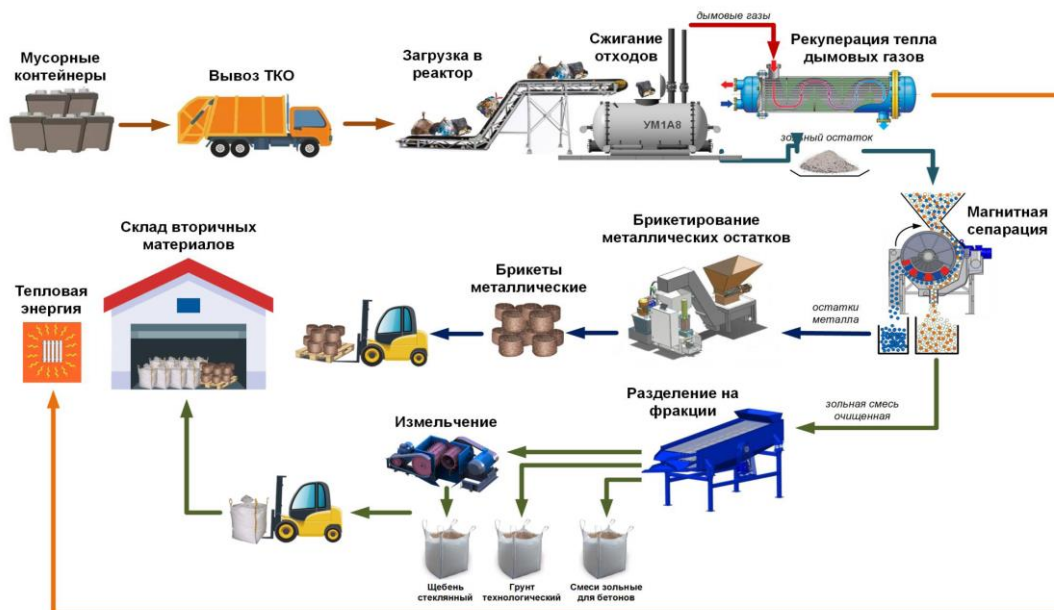 Мусорные
контейнеры
Вывоз ТКО
Загрузка в
реактор
Сжигание
отходов
дымовые газы
Рекуперация тепла
дымовых газов
УМ1А8
зольный остаток
Магнитная
сепарация
Склад вторичных
материалов
Брикетирование
металлических остатков
Брикеты
металлические
Тепловая
энергия
остатки
металла
Разделение на
фракции
зольная смесь
очищенная
Измельчение
Щебень
стеклянный
Грунт
технологический
Смеси зольные
для бетонов